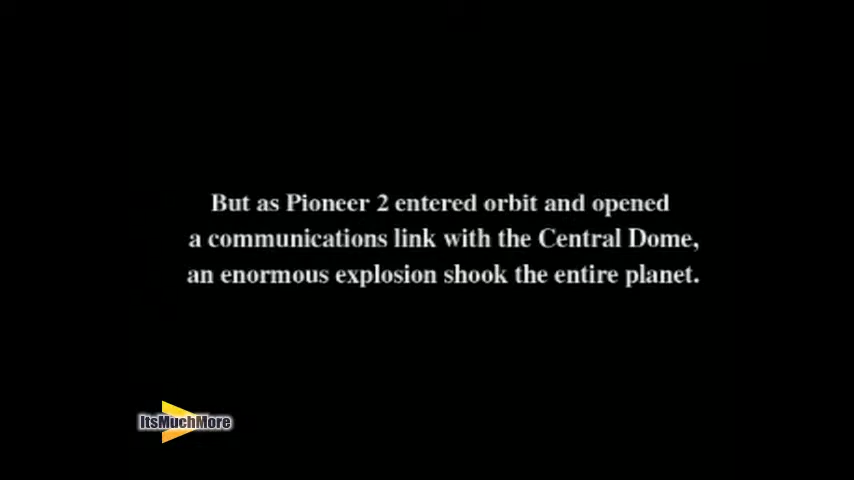 But as Pioneer 2 entered orbit and opened
a communications link with the Central Dome,
an enormous explosion shook the entire planet.
ItsMuchMore